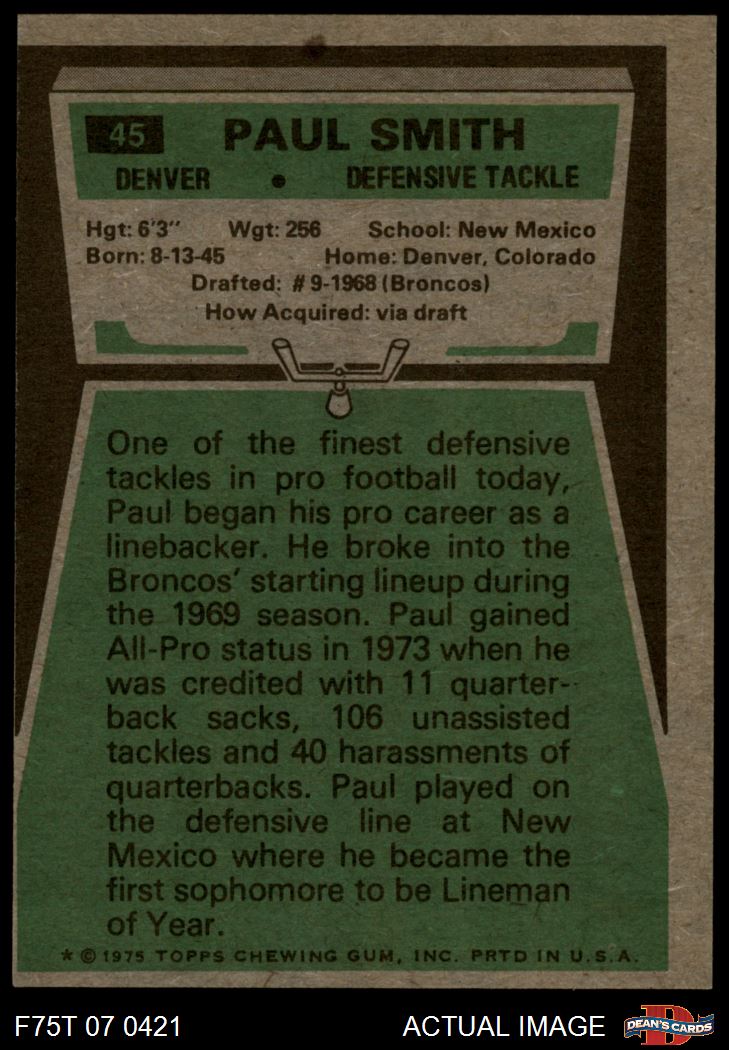 45 PAUL SMITH
DENVER • DEFENSIVE TACKLE
Hgt: 6'3" Wgt: 256 School: New Mexico
Born: 8-13-45 Home: Denver, Colorado
Drafted: #9-1968 (Broncos)
How Acquired: via draft
One of the finest defensive
tackles in pro football today,
Paul began his pro career as a
linebacker. He broke into the
Broncos' starting lineup during
the 1969 season. Paul gained
All-Pro status in 1973 when he
was credited with 11 quarter-
back sacks, 106 unassisted
tackles and 40 harassments of
quarterbacks. Paul played on
the defensive line at New
Mexico where he became the
first sophomore to be Lineman
of Year.
* © 1975 TOPPS CHEWING GUM, INC. PRTD IN U.S.A.
F75T 07 0421 ACTUAL IMAGE D DEAN'S CARDS